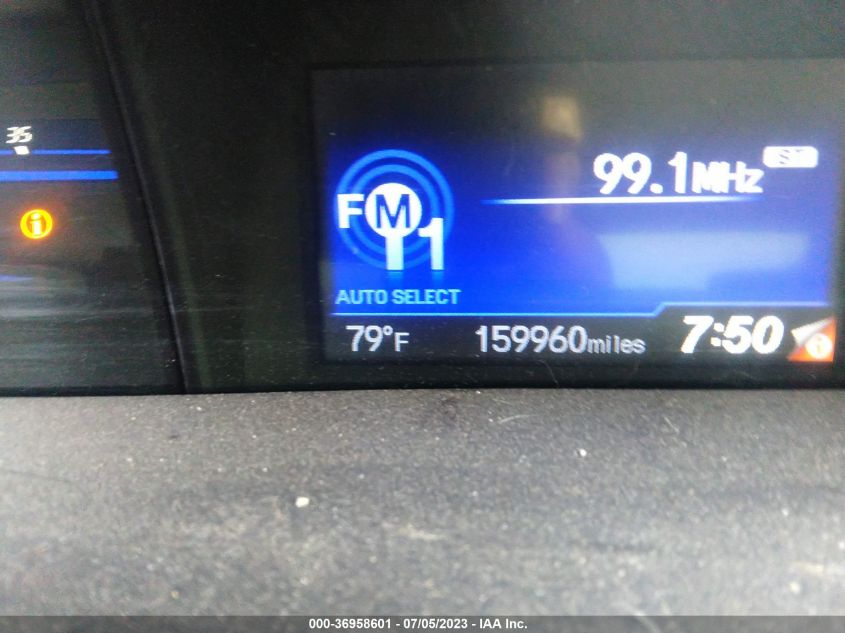 35
i
FM 1
99.1MHz ST
AUTO SELECT
79°F 159960miles 7:50 i
000-36958601 - 07/05/2023 - IAA Inc.